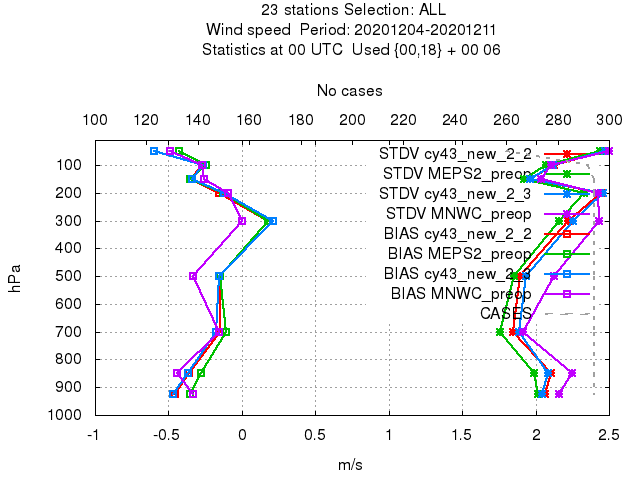 23 stations Selection: ALL
Wind speed  Period: 20201204-20201211
Statistics at 00 UTC  Used {00,18} + 00 06
No cases
100 120 140 160 180 200 220 240 260 280 300
STDV cy43_new_2_2
STDV MEPS2_preop
STDV cy43_new_2_3
STDV MNWC_preop
BIAS cy43_new_2_2
BIAS MEPS2_preop
BIAS cy43_new_2_3
BIAS MNWC_preop
CASES
hPa
100
200
300
400
500
600
700
800
900
1000
-1 -0.5 0 0.5 1 1.5 2 2.5
m/s